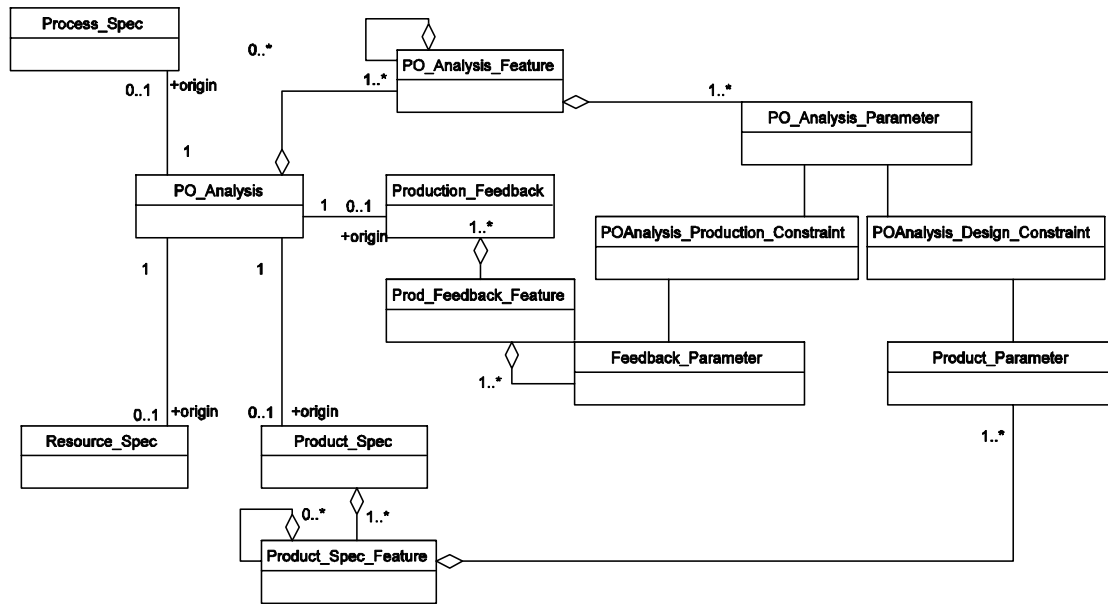 Process_Spec
0..*
PO_Analysis_Feature
0..1
+origin
1..*
1..*
PO_Analysis_Parameter
1
PO_Analysis
Production_Feedback
1
0..1
1..*
+origin
POAnalysis_Production_Constraint
POAnalysis_Design_Constraint
1
1
Prod_Feedback_Feature
Feedback_Parameter
Product_Parameter
1..*
0..1
+origin
0..1
+origin
Resource_Spec
Product_Spec
1..*
0..*
1..*
Product_Spec_Feature